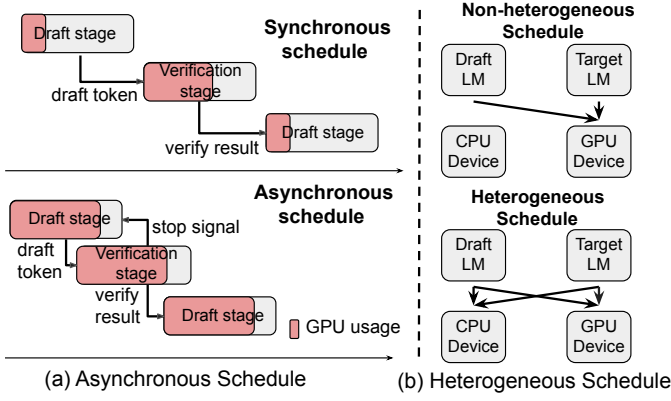 Synchronous
schedule
Draft stage
draft token
Verification
stage
verify result
Draft stage
Asynchronous
schedule
Draft stage
stop signal
draft
token
Verification
stage
verify
result
Draft stage
GPU usage
(a) Asynchronous Schedule
Non-heterogeneous
Schedule
Draft
LM
Target
LM
CPU
Device
GPU
Device
Heterogeneous
Schedule
Draft
LM
Target
LM
CPU
Device
GPU
Device
(b) Heterogeneous Schedule